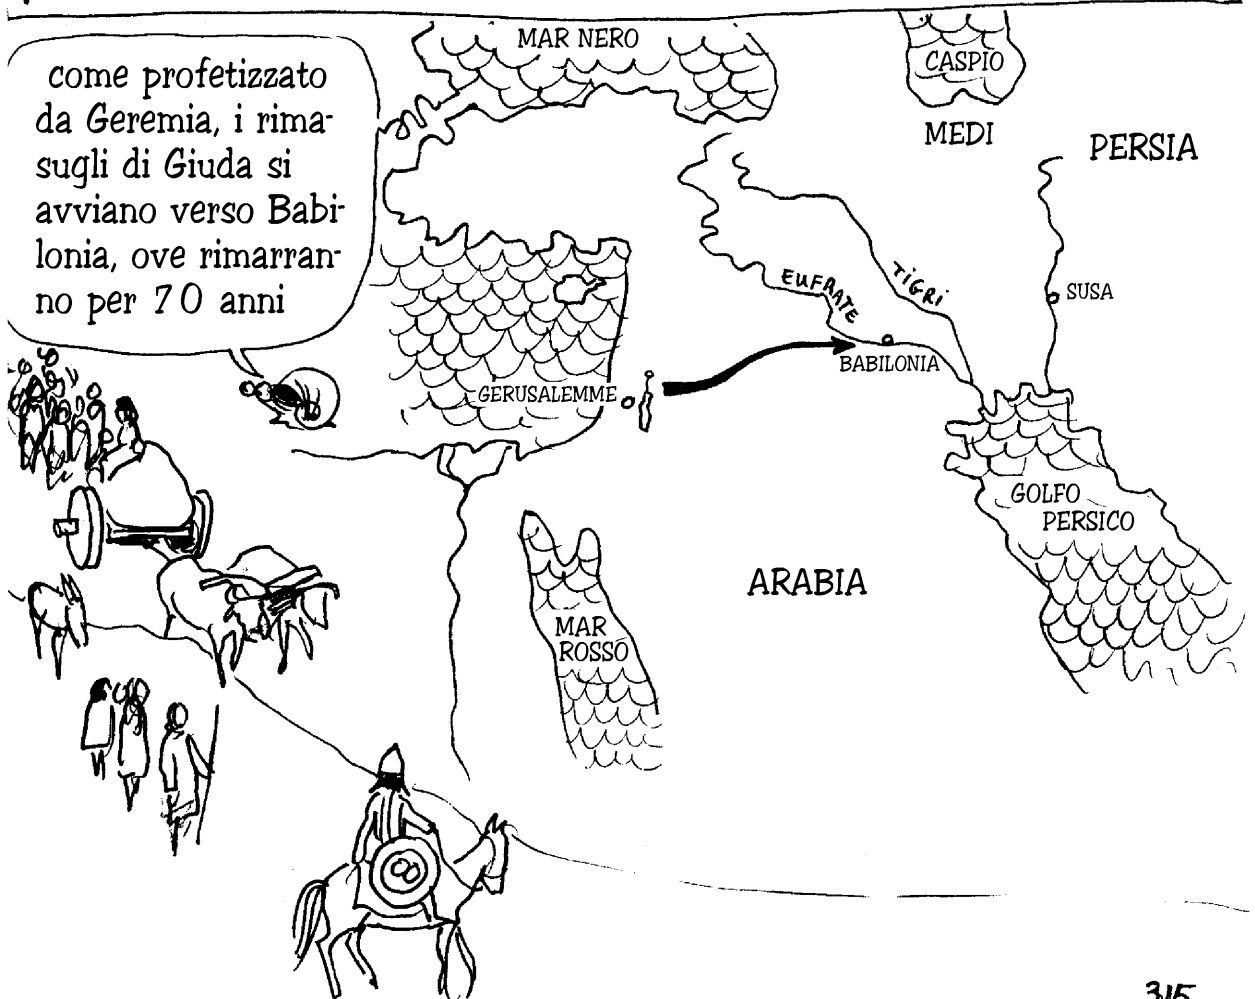 come profetizzato
da Geremia, i rima-
sugli di Giuda si
avviano verso Babi-
lonia, ove rimarran-
no per 70 anni
MAR NERO
CASPIO
MEDI
PERSIA
EUFRATE
TIGRI
SUSA
BABILONIA
GERUSALEMME
GOLFO
PERSICO
ARABIA
MAR
ROSSO
315